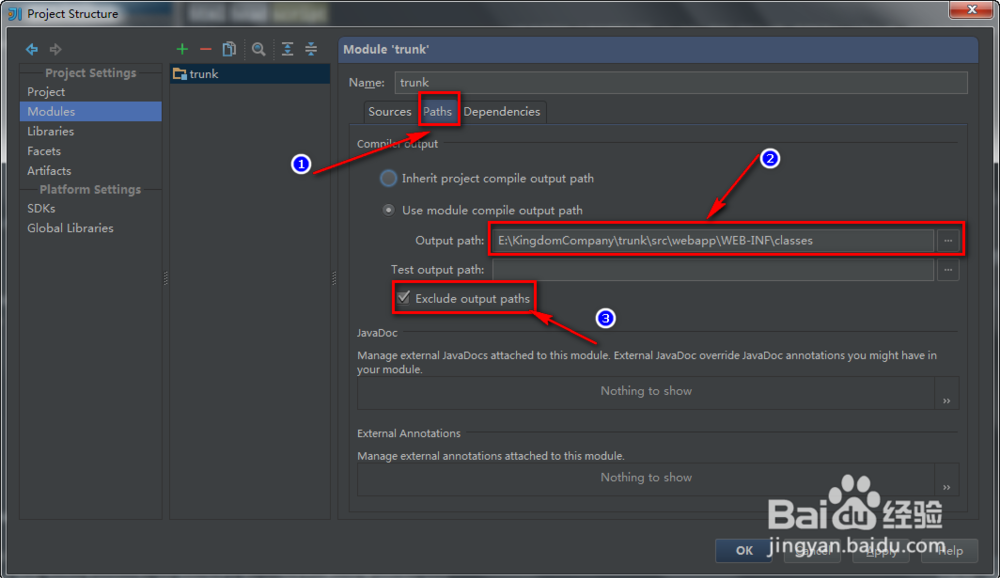 Project Structure
Project Settings
Project
Modules
Libraries
Facets
Artifacts
Platform Settings
SDKs
Global Libraries
trunk
Module 'trunk'
Name: trunk
Sources Paths Dependencies
1
Compiler output
2
Inherit project compile output path
Use module compile output path
Output path: E:\KingdomCompany\trunk\src\webapp\WEB-INF\classes ...
Test output path: ...
Exclude output paths
3
JavaDoc
Manage external JavaDocs attached to this module. External JavaDoc override JavaDoc annotations you might have in
your module.
Nothing to show
»
External Annotations
Manage external annotations attached to this module.
Nothing to show
»
Baidu 经验
jingyan.baidu.com
OK Cancel Apply Help